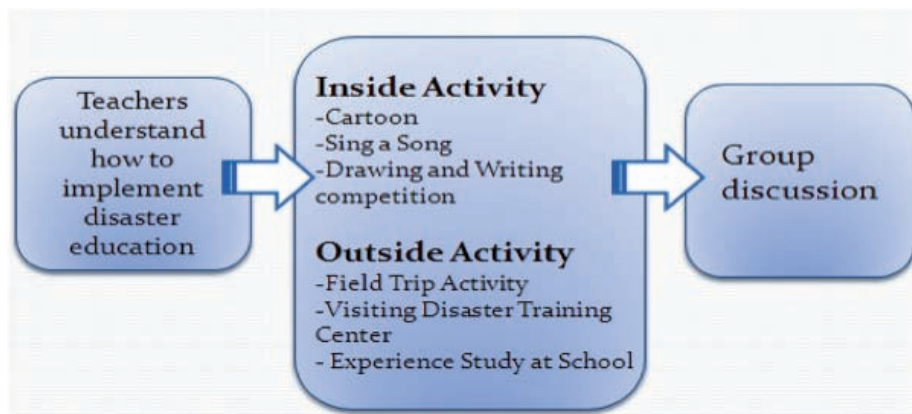 Teachers
understand
how to
implement
disaster
education
Inside Activity
-Cartoon
-Sing a Song
-Drawing and Writing
competition
Outside Activity
-Field Trip Activity
-Visiting Disaster Training
Center
- Experience Study at School
Group
discussion